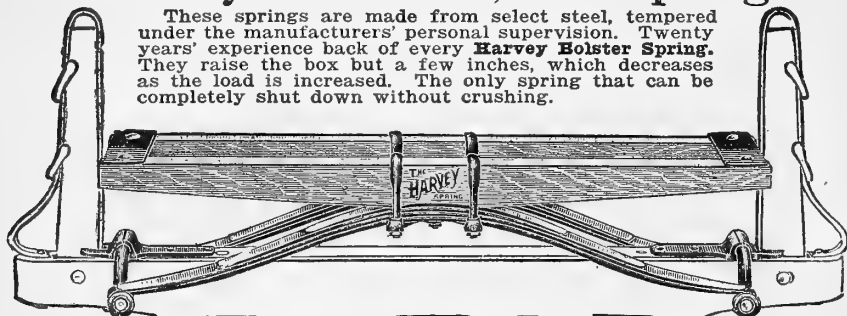 These springs are made from select steel, tempered
under the manufacturers' personal supervision. Twenty
years' experience back of every Harvey Bolster Spring.
They raise the box but a few inches, which decreases
as the load is increased. The only spring that can be
completely shut down without crushing.
THE
HARVEY
SPRING